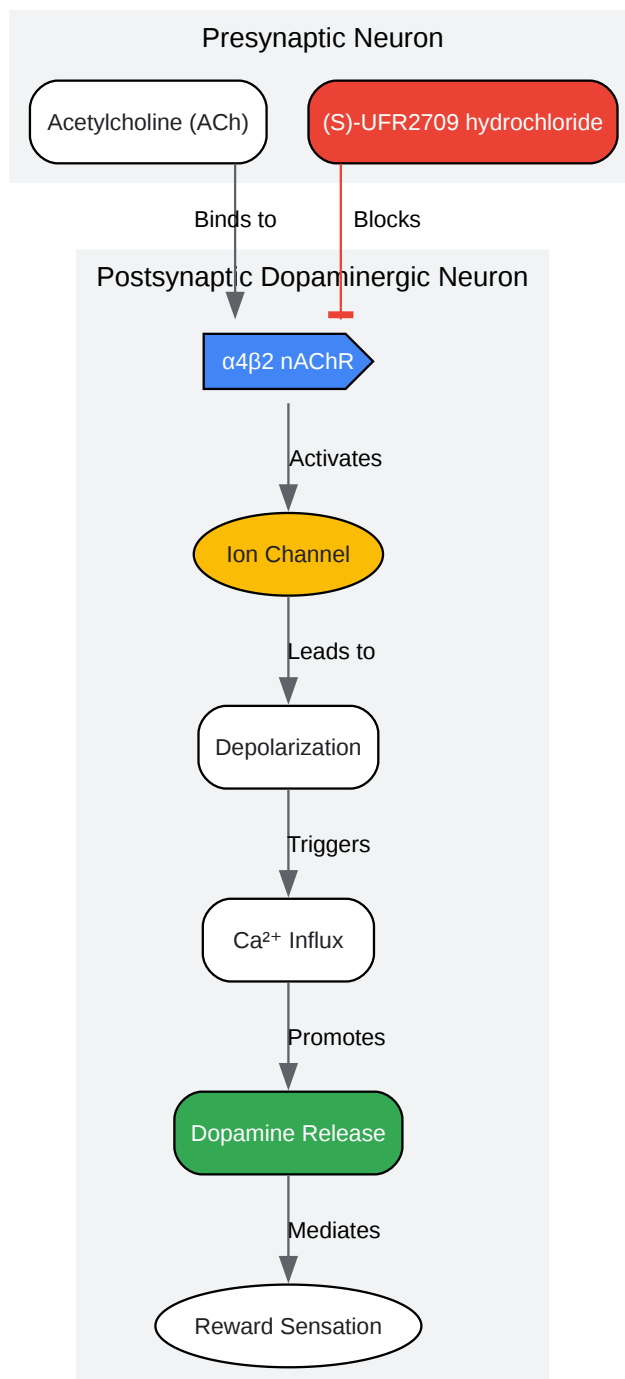 Presynaptic Neuron
Acetylcholine (ACh)
(S)-UFR2709 hydrochloride
Binds to
Blocks
Postsynaptic Dopaminergic Neuron
α4β2 nAChR
Activates
Ion Channel
Leads to
Depolarization
Triggers
Ca²⁺ Influx
Promotes
Dopamine Release
Mediates
Reward Sensation